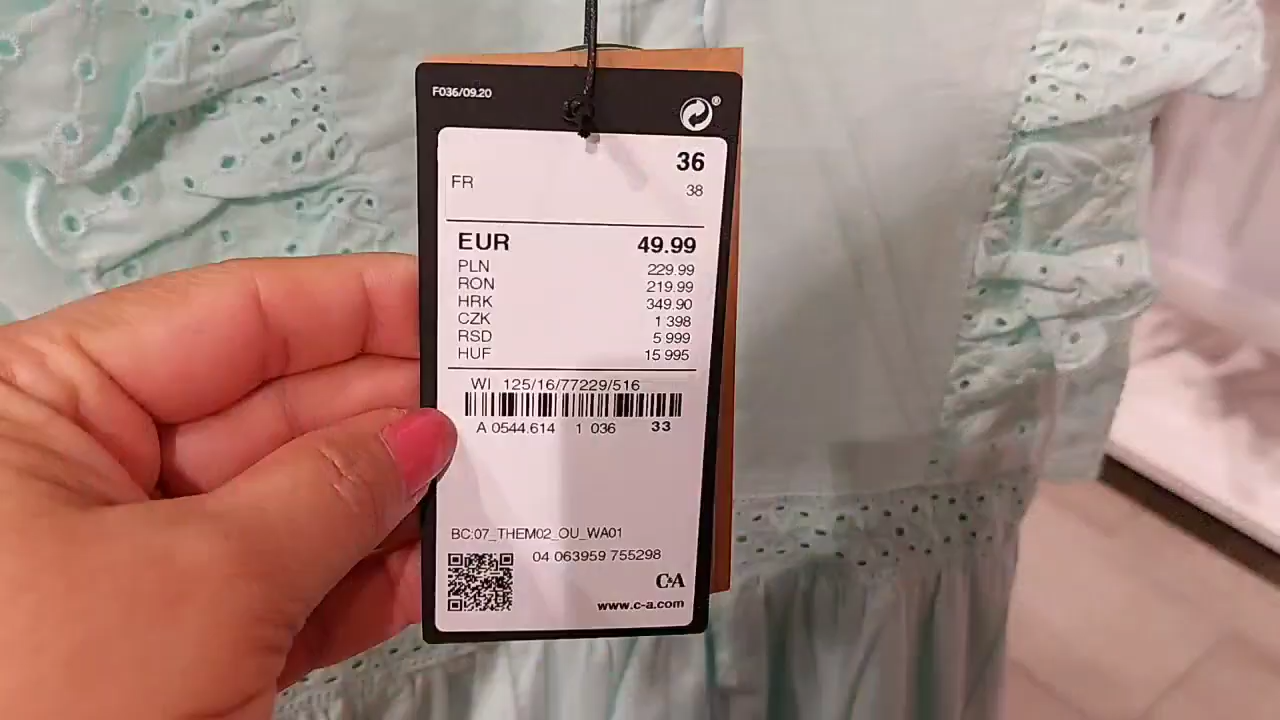 F036/09.20
®
36
FR 38
EUR 49.99
PLN 229.99
RON 219.99
HRK 349.90
CZK 1 398
RSD 5 999
HUF 15 995
WI 125/16/77229/516
A 0544.614 1 036 33
BC:07_THEM02_OU_WA01
04 063959 755298
C&A
www.c-a.com